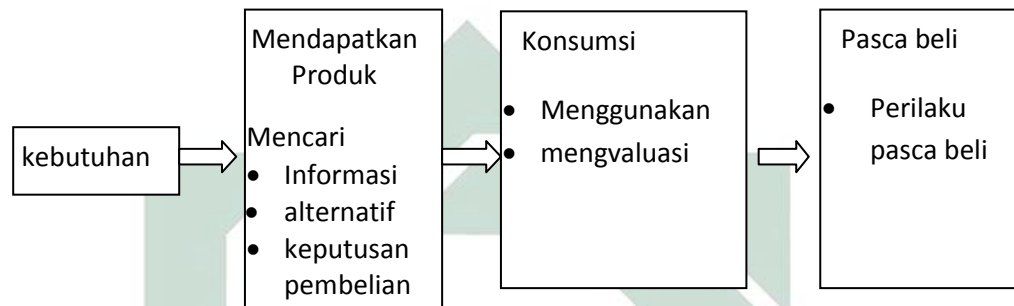 kebutuhan
Mendapatkan
Produk
Mencari
• Informasi
• alternatif
• keputusan
pembelian
Konsumsi
• Menggunakan
• mengvaluasi
Pasca beli
• Perilaku
pasca beli